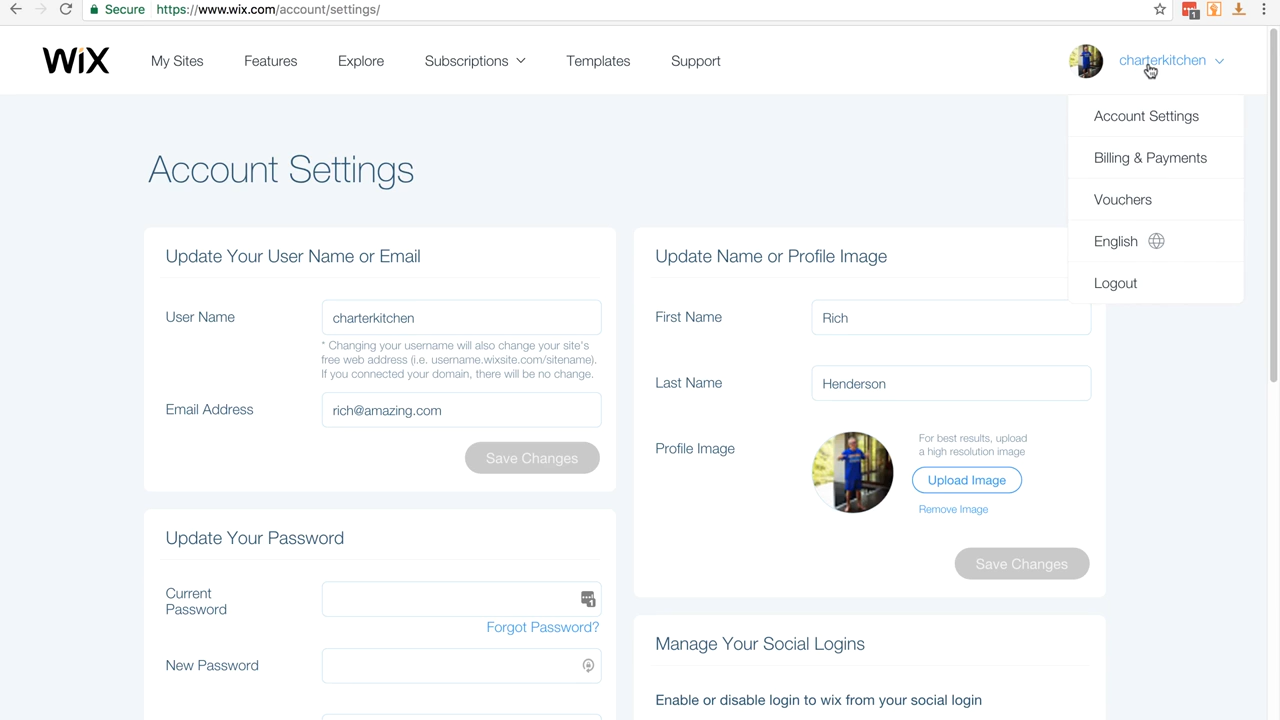 Secure https://www.wix.com/account/settings/
1
WiX My Sites Features Explore Subscriptions Templates Support charterkitchen
Account Settings
Billing & Payments
Vouchers
English
Logout
Account Settings
Update Your User Name or Email
User Name charterkitchen
* Changing your username will also change your site's
free web address (i.e. username.wixsite.com/sitename).
If you connected your domain, there will be no change.
Email Address rich@amazing.com
Save Changes
Update Your Password
Current
Password
1
Forgot Password?
New Password
Update Name or Profile Image
First Name Rich
Last Name Henderson
Profile Image
For best results, upload
a high resolution image
Upload Image
Remove Image
Save Changes
Manage Your Social Logins
Enable or disable login to wix from your social login